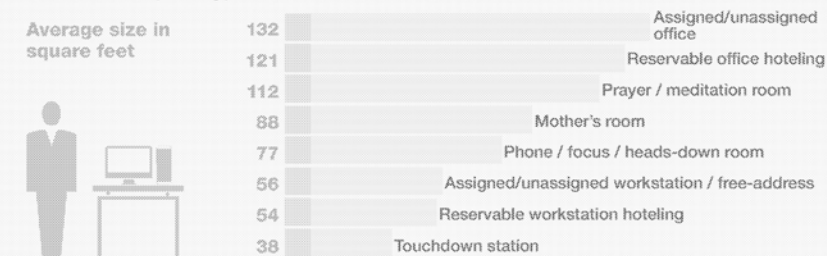 Average size in
square feet
132 Assigned/unassigned
office
121 Reservable office hoteling
112 Prayer / meditation room
88 Mother's room
77 Phone / focus / heads-down room
56 Assigned/unassigned workstation / free-address
54 Reservable workstation hoteling
38 Touchdown station